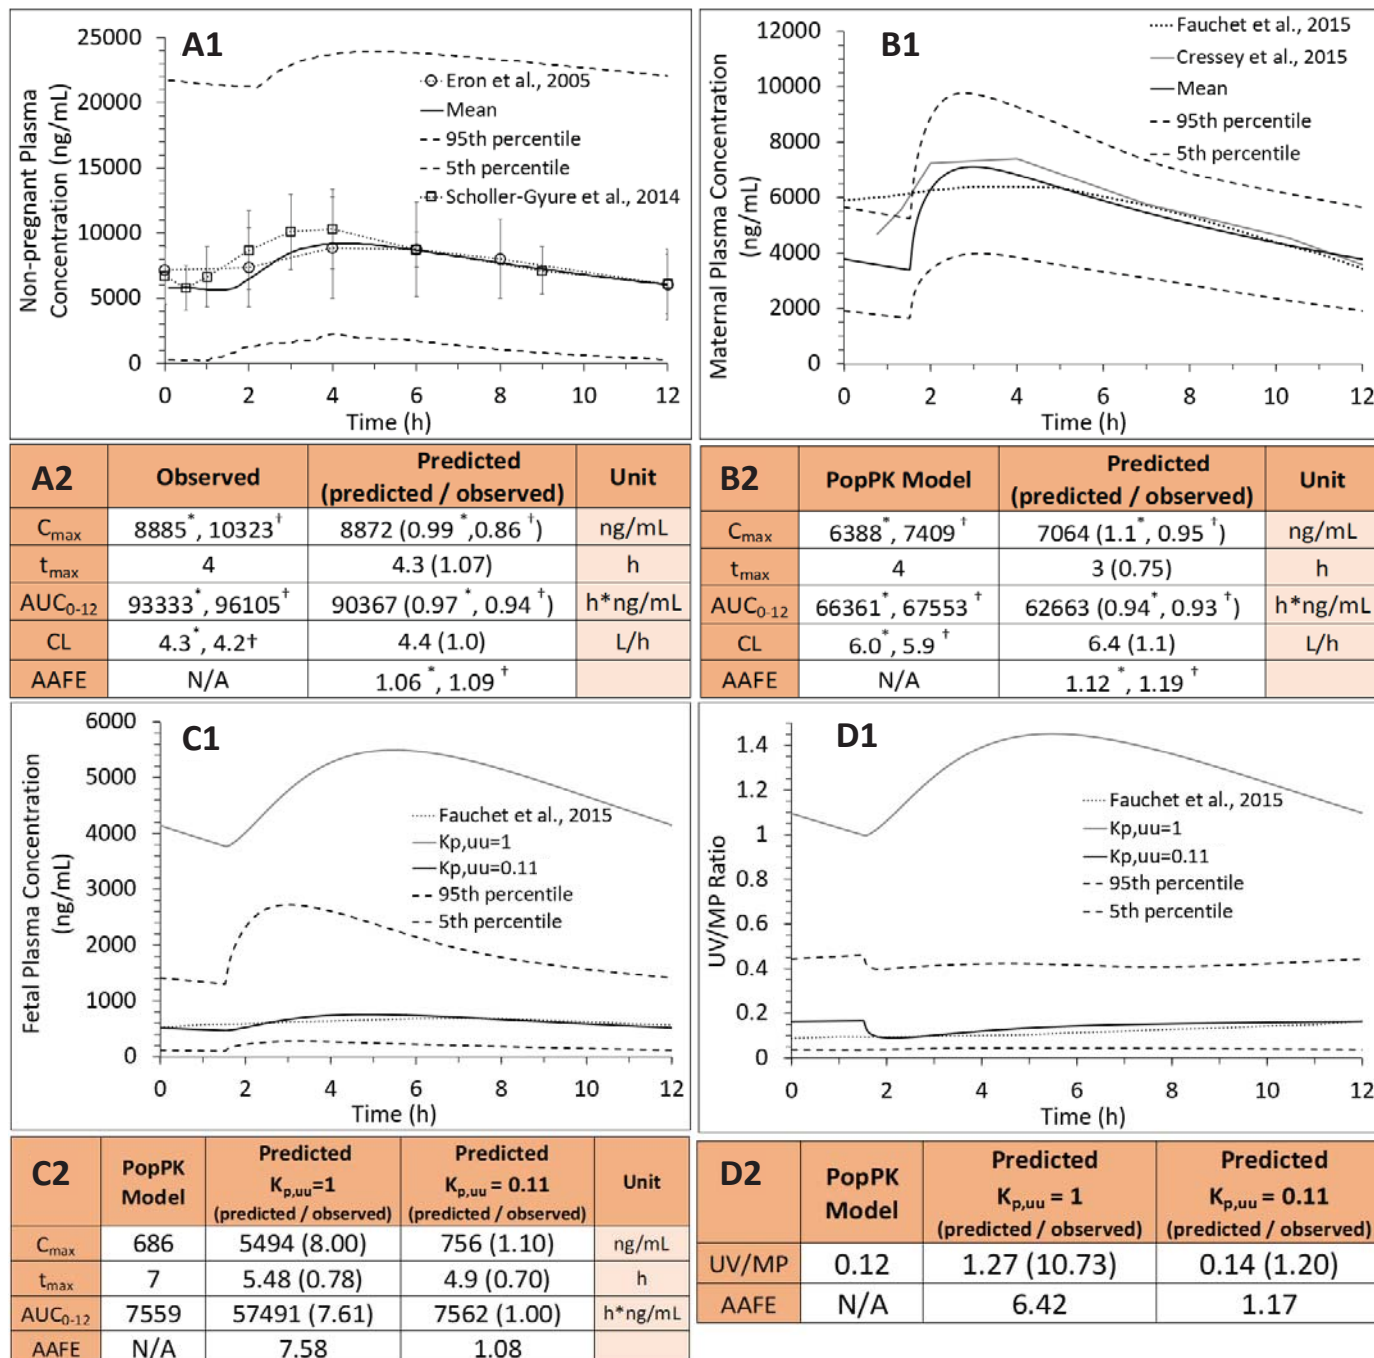 A1
25000
20000
15000
10000
5000
0
0 2 4 6 8 10 12
Time (h)
Non-pregnant Plasma
Concentration (ng/mL)
Eron et al., 2005
Mean
95th percentile
5th percentile
Scholler-Gyure et al., 2014
B1
12000
10000
8000
6000
4000
2000
0
0 2 4 6 8 10 12
Time (h)
Maternal Plasma Concentration
(ng/mL)
Fauchet et al., 2015
Cressey et al., 2015
Mean
95th percentile
5th percentile
A2 Observed Predicted (predicted / observed) Unit
Cmax 8885*, 10323† 8872 (0.99 *,0.86 †) ng/mL
tmax 4 4.3 (1.07) h
AUC0-12 93333*, 96105† 90367 (0.97 *, 0.94 †) h*ng/mL
CL 4.3*, 4.2† 4.4 (1.0) L/h
AAFE N/A 1.06 *, 1.09 †
B2 PopPK Model Predicted (predicted / observed) Unit
Cmax 6388*, 7409 † 7064 (1.1*, 0.95 †) ng/mL
tmax 4 3 (0.75) h
AUC0-12 66361*, 67553 † 62663 (0.94*, 0.93 †) h*ng/mL
CL 6.0*, 5.9 † 6.4 (1.1) L/h
AAFE N/A 1.12 *, 1.19 †
C1
6000
5000
4000
3000
2000
1000
0
0 2 4 6 8 10 12
Time (h)
Fetal Plasma Concentration
(ng/mL)
Fauchet et al., 2015
Kp,uu=1
Kp,uu=0.11
95th percentile
5th percentile
D1
1.4
1.2
1
0.8
0.6
0.4
0.2
0
0 2 4 6 8 10 12
Time (h)
UV/MP Ratio
Fauchet et al., 2015
Kp,uu=1
Kp,uu=0.11
95th percentile
5th percentile
C2 PopPK Model Predicted Kp,uu=1 (predicted / observed) Predicted Kp,uu = 0.11 (predicted / observed) Unit
Cmax 686 5494 (8.00) 756 (1.10) ng/mL
tmax 7 5.48 (0.78) 4.9 (0.70) h
AUC0-12 7559 57491 (7.61) 7562 (1.00) h*ng/mL
AAFE N/A 7.58 1.08
D2 PopPK Model Predicted Kp,uu = 1 (predicted / observed) Predicted Kp,uu = 0.11 (predicted / observed)
UV/MP 0.12 1.27 (10.73) 0.14 (1.20)
AAFE N/A 6.42 1.17